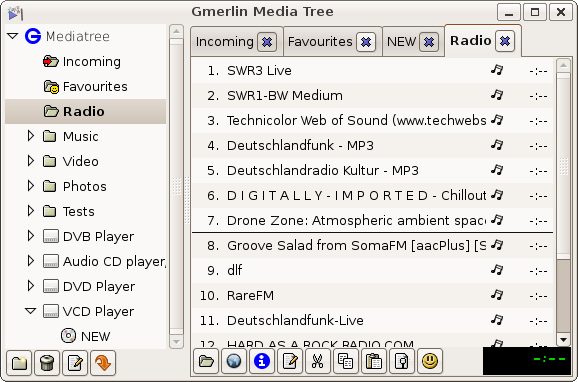 Gmerlin Media Tree
Mediatree
Incoming
Favourites
Radio
Music
Video
Photos
Tests
DVB Player
Audio CD player,
DVD Player
VCD Player
NEW
Incoming Favourites NEW Radio
1. SWR3 Live -:--
2. SWR1-BW Medium -:--
3. Technicolor Web of Sound (www.techwebs -:--
4. Deutschlandfunk - MP3 -:--
5. Deutschlandradio Kultur - MP3 -:--
6. D I G I T A L L Y - I M P O R T E D - Chillout -:--
7. Drone Zone: Atmospheric ambient spac -:--
8. Groove Salad from SomaFM [aacPlus] [S -:--
9. dlf -:--
10. RareFM -:--
11. Deutschlandfunk-Live -:--
12. HARD AS A ROCK RADIO.COM -:--
-:--